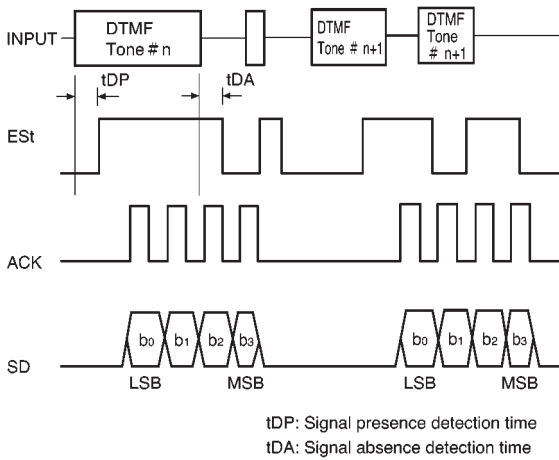 INPUT
DTMF
Tone # n
DTMF
Tone # n+1
DTMF
Tone #
n+1
tDP
tDA
ESt
ACK
SD
b0
b1
b2
b3
b0
b1
b2
b3
LSB
MSB
LSB
MSB
tDP: Signal presence detection time
tDA: Signal absence detection time